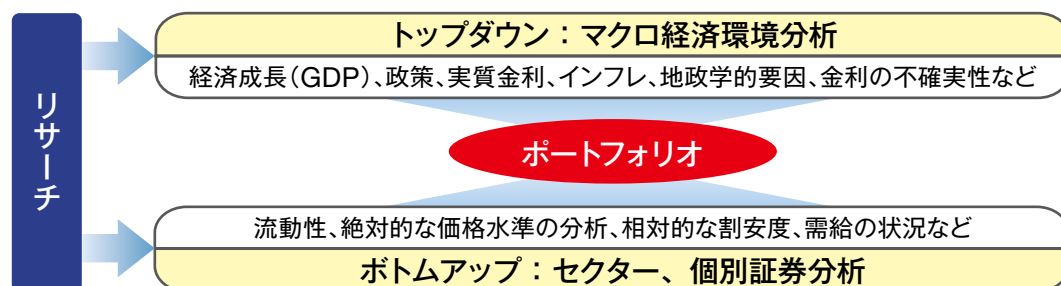 リサーチ
トップダウン：マクロ経済環境分析
経済成長（GDP）、政策、実質金利、インフレ、地政学的要因、金利の不確実性など
ポートフォリオ
流動性、絶対的な価格水準の分析、相対的な割安度、需給の状況など
ボトムアップ：セクター、個別証券分析